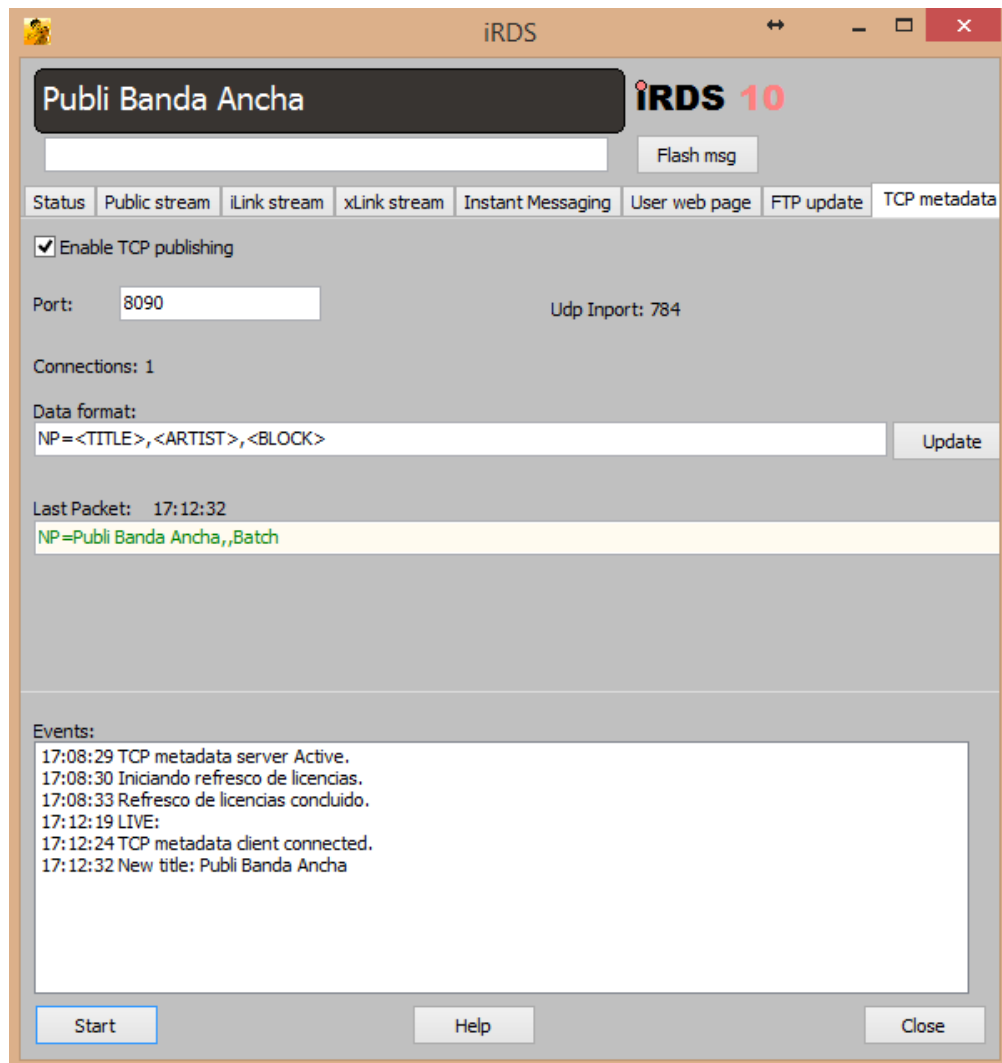 iRDS
Publi Banda Ancha
iRDS 10
Flash msg
Status Public stream iLink stream xLink stream Instant Messaging User web page FTP update TCP metadata
Enable TCP publishing
Port: 8090 Udp Inport: 784
Connections: 1
Data format:
NP=<TITLE>,<ARTIST>,<BLOCK> Update
Last Packet: 17:12:32
NP=Publi Banda Ancha,,Batch
Events:
17:08:29 TCP metadata server Active.
17:08:30 Iniciando refresco de licencias.
17:08:33 Refresco de licencias concluido.
17:12:19 LIVE:
17:12:24 TCP metadata client connected.
17:12:32 New title: Publi Banda Ancha
Start Help Close